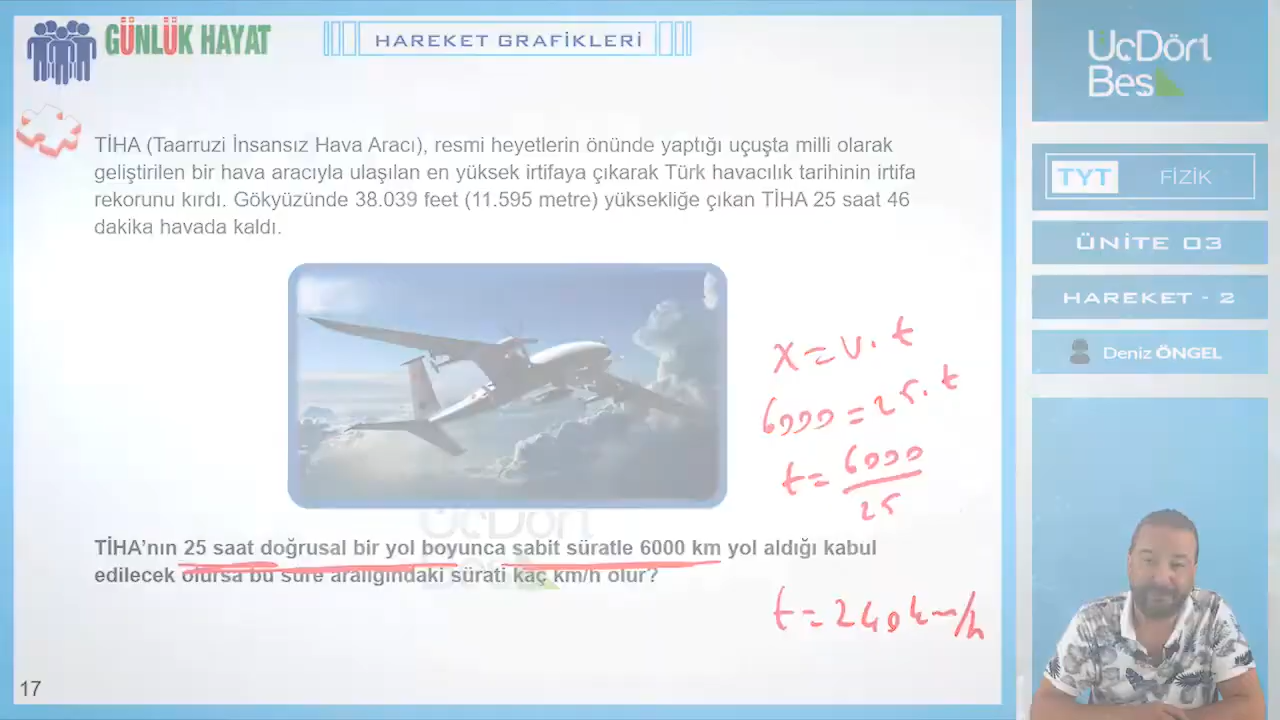 GÜNLÜK HAYAT
HAREKET GRAFİKLERİ
TİHA (Taarruzi İnsansız Hava Aracı), resmi heyetlerin önünde yaptığı uçuşta milli olarak
geliştirilen bir hava aracıyla ulaşılan en yüksek irtifaya çıkarak Türk havacılık tarihinin irtifa
rekorunu kırdı. Gökyüzünde 38.039 feet (11.595 metre) yüksekliğe çıkan TİHA 25 saat 46
dakika havada kaldı.
x = v . t
6000 = 25 . t
t = 6000
25
TİHA’nın 25 saat doğrusal bir yol boyunca sabit süratle 6000 km yol aldığı kabul
edilecek olursa bu süre aralığındaki sürati kaç km/h olur?
t = 240 km/h
17
ÜçDört
Beş
TYT FİZİK
ÜNİTE 03
HAREKET - 2
Deniz ÖNGEL
ÜçDört